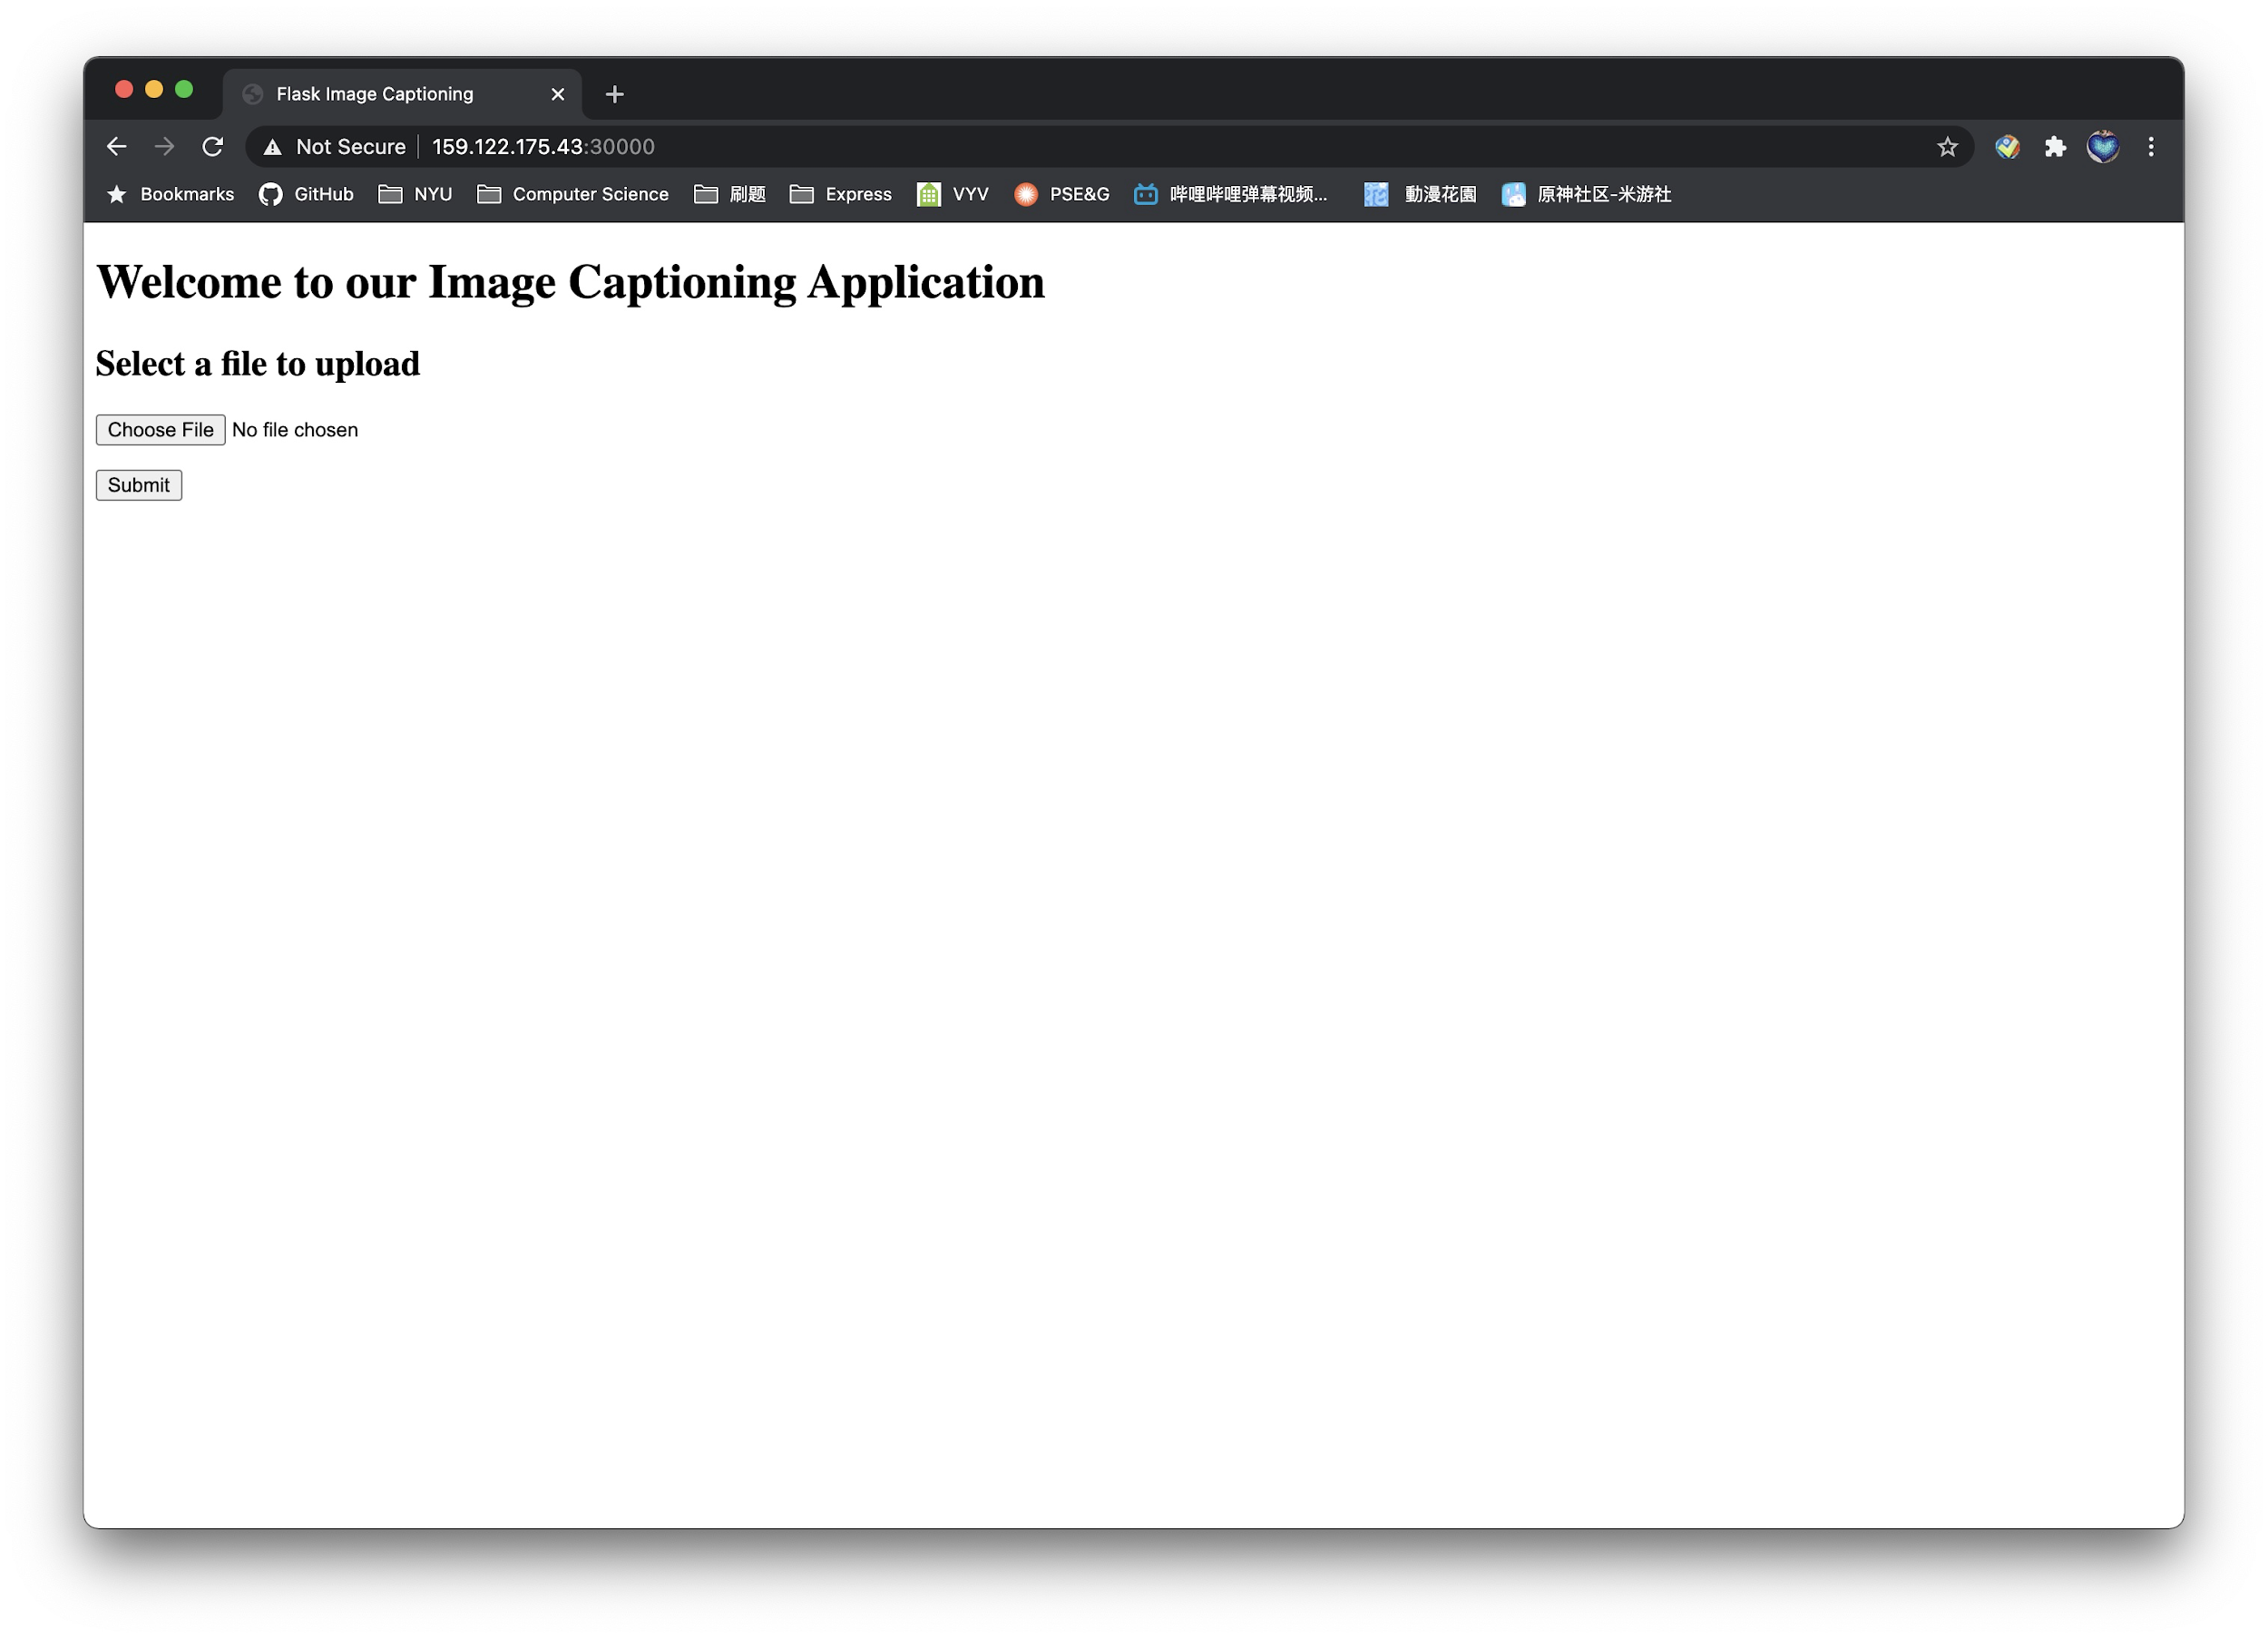 Flask Image Captioning
Not Secure 159.122.175.43:30000
Bookmarks GitHub NYU Computer Science 刷题 Express VYV PSE&G 哔哩哔哩弹幕视频... 動漫花園 原神社区-米游社
Welcome to our Image Captioning Application
Select a file to upload
Choose File No file chosen
Submit